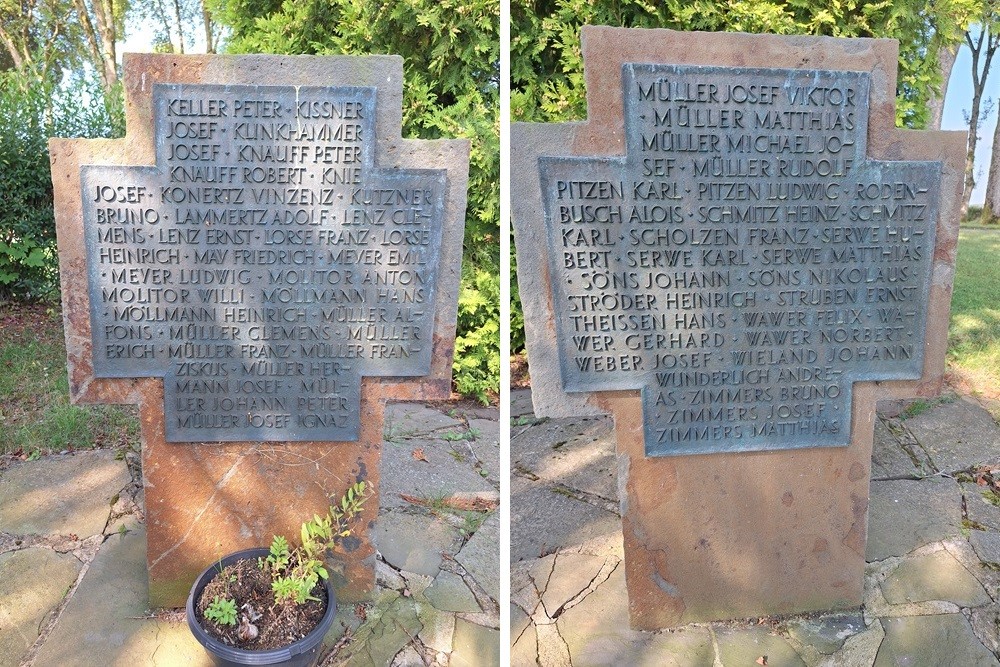 KELLER PETER · KISSNER
JOSEF · KLINKHAMMER
JOSEF · KNAUFF PETER
KNAUFF ROBERT · KNIE
JOSEF · KONERTZ VINZENZ · KÜTZNER
BRUNO · LAMMERTZ ADOLF · LENZ CLE-
MENS · LENZ ERNST · LORSE FRANZ · LORSE
HEINRICH · MAY FRIEDRICH · MEYER EMIL
· MEYER LUDWIG · MOLITOR ANTON
MOLITOR WILLI · MÖLLMANN HANS
· MÖLLMANN HEINRICH · MÜLLER AL-
FONS · MÜLLER CLEMENS · MÜLLER
ERICH · MÜLLER FRANZ · MÜLLER FRAN-
ZISKUS · MÜLLER HER-
MANN JOSEF · MÜL-
LER JOHANN PETER
MÜLLER JOSEF IGNAZ
MÜLLER JOSEF VIKTOR
· MÜLLER MATTHIAS
MÜLLER MICHAEL JO-
SEF · MÜLLER RUDOLF
PITZEN KARL · PITZEN LUDWIG · RODEN-
BUSCH ALOIS · SCHMITZ HEINZ · SCHMITZ
KARL · SCHOLZEN FRANZ · SERWE HU-
BERT · SERWE KARL · SERWE MATTHIAS
· SÖNS JOHANN · SÖNS NIKOLAUS ·
STRÖDER HEINRICH · STRUBEN ERNST
THEISSEN HANS · WAWER FELIX · WA-
WER GERHARD · WAWER NORBERT
WEBER JOSEF · WIELAND JOHANN
WUNDERLICH ANDRE-
AS · ZIMMERS BRUNO
· ZIMMERS JOSEF ·
ZIMMERS MATTHIAS